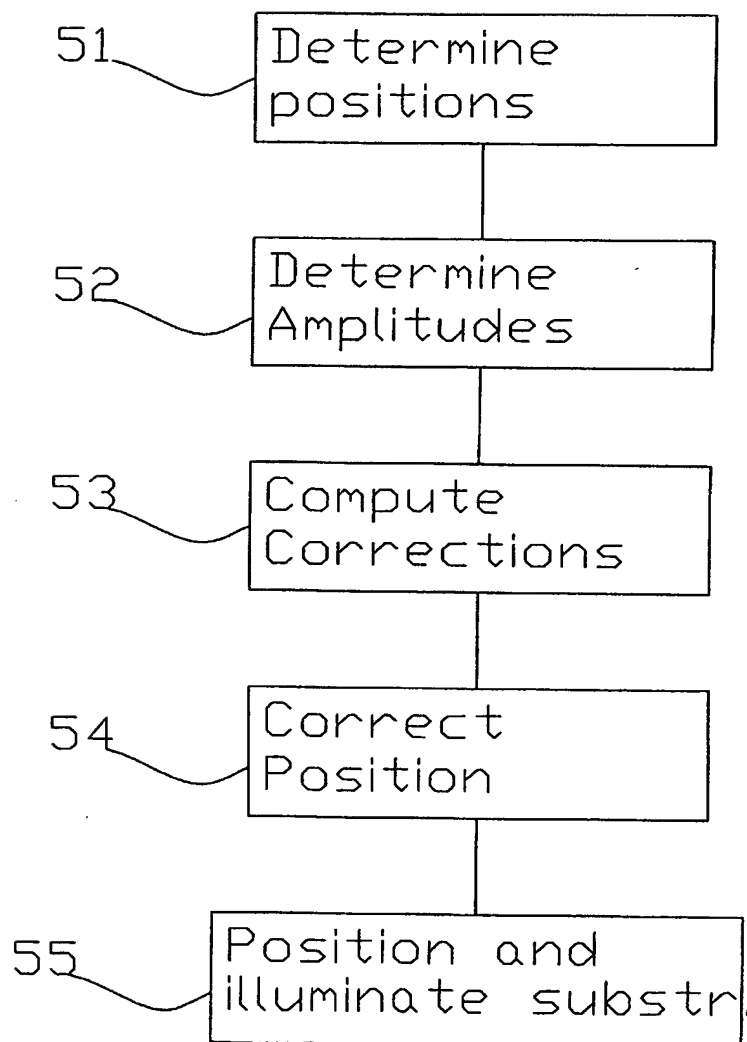 51
Determine
positions
52
Determine
Amplitudes
53
Compute
Corrections
54
Correct
Position
55
Position and
illuminate substr.